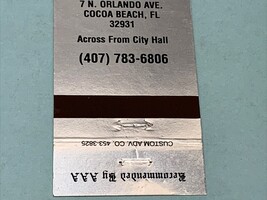 7 N. ORLANDO AVE.
COCOA BEACH, FL
32931
Across From City Hall
(407) 783-6806
CUSTOM ADV. CO. 453-3825
Recommended By AAA